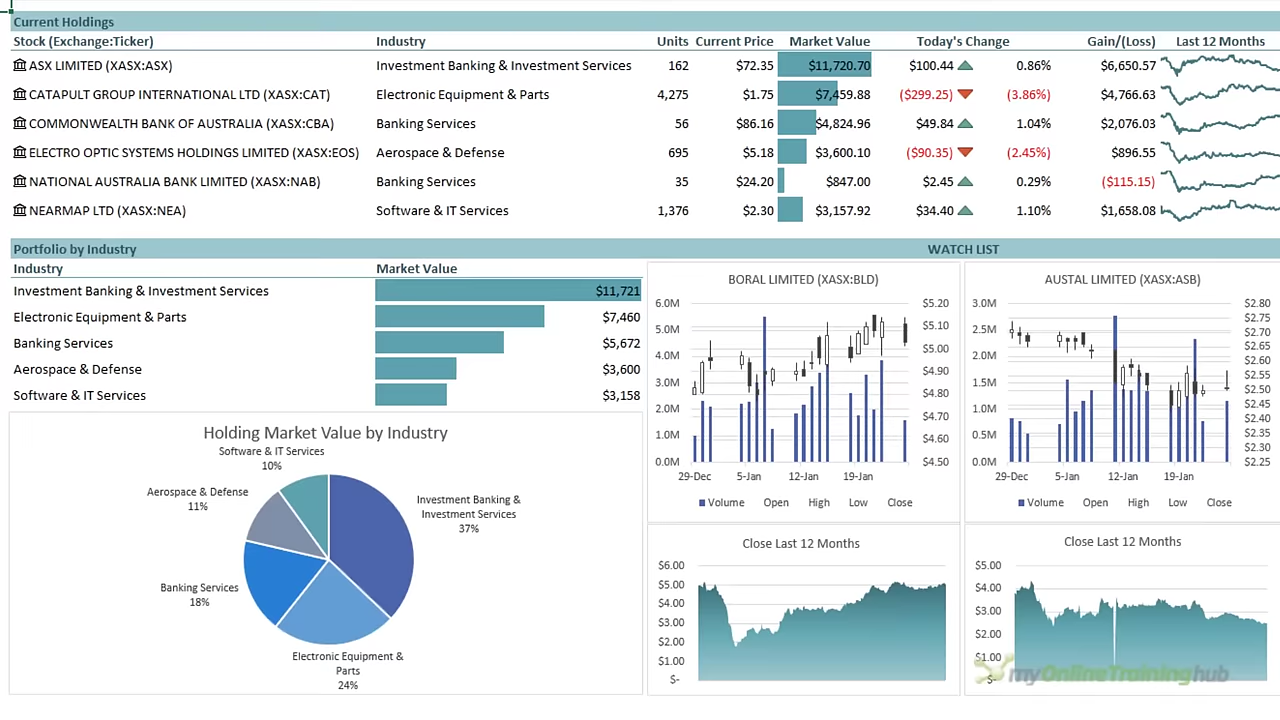 Current Holdings
Stock (Exchange:Ticker) Industry Units Current Price Market Value Today's Change Gain/(Loss) Last 12 Months
ASX LIMITED (XASX:ASX) Investment Banking & Investment Services 162 $72.35 $11,720.70 $100.44 0.86% $6,650.57
CATAPULT GROUP INTERNATIONAL LTD (XASX:CAT) Electronic Equipment & Parts 4,275 $1.75 $7,459.88 ($299.25) (3.86%) $4,766.63
COMMONWEALTH BANK OF AUSTRALIA (XASX:CBA) Banking Services 56 $86.16 $4,824.96 $49.84 1.04% $2,076.03
ELECTRO OPTIC SYSTEMS HOLDINGS LIMITED (XASX:EOS) Aerospace & Defense 695 $5.18 $3,600.10 ($90.35) (2.45%) $896.55
NATIONAL AUSTRALIA BANK LIMITED (XASX:NAB) Banking Services 35 $24.20 $847.00 $2.45 0.29% ($115.15)
NEARMAP LTD (XASX:NEA) Software & IT Services 1,376 $2.30 $3,157.92 $34.40 1.10% $1,658.08
Portfolio by Industry WATCH LIST
Industry Market Value
Investment Banking & Investment Services $11,721
Electronic Equipment & Parts $7,460
Banking Services $5,672
Aerospace & Defense $3,600
Software & IT Services $3,158
Holding Market Value by Industry
Software & IT Services
10%
Aerospace & Defense
11%
Investment Banking &
Investment Services
37%
Banking Services
18%
Electronic Equipment &
Parts
24%
BORAL LIMITED (XASX:BLD)
6.0M $5.20
5.0M $5.10
4.0M $5.00
3.0M $4.90
2.0M $4.80
1.0M $4.70
0.0M $4.60
$4.50
29-Dec 5-Jan 12-Jan 19-Jan
Volume Open High Low Close
AUSTAL LIMITED (XASX:ASB)
3.0M $2.80
2.5M $2.75
2.0M $2.70
1.5M $2.65
1.0M $2.60
0.5M $2.55
0.0M $2.50
$2.45
$2.40
$2.35
$2.30
$2.25
29-Dec 5-Jan 12-Jan 19-Jan
Volume Open High Low Close
Close Last 12 Months
$6.00
$5.00
$4.00
$3.00
$2.00
$1.00
$-
Close Last 12 Months
$5.00
$4.00
$3.00
$2.00
$1.00
$-
myOnlineTraininghub